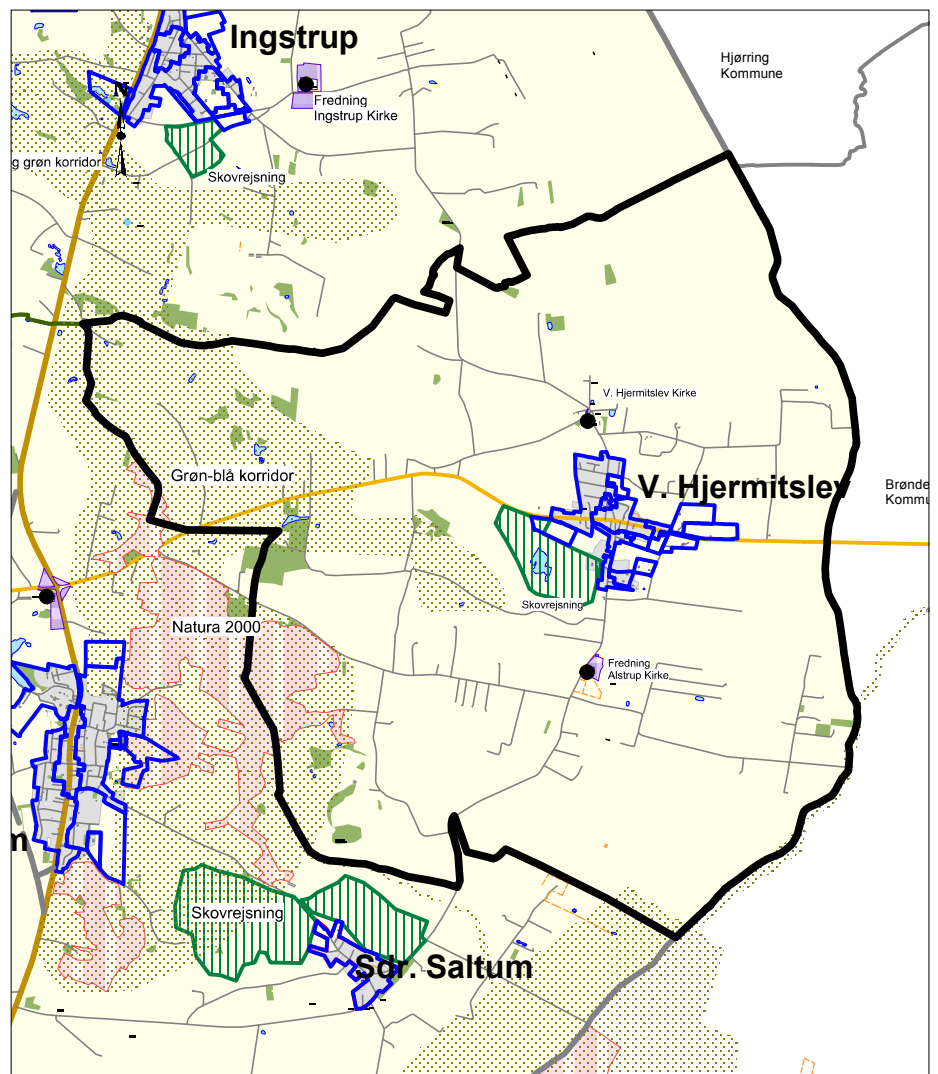 Ingstrup
Hjørring
Kommune
N
Fredning
Ingstrup Kirke
g grøn korridor
Skovrejsning
V. Hjermitslev Kirke
Grøn-blå korridor
V. Hjermitslev
Brønde
Kommu
Skovrejsning
Natura 2000
Fredning
Alstrup Kirke
m
Skovrejsning
Sdr. Saltum